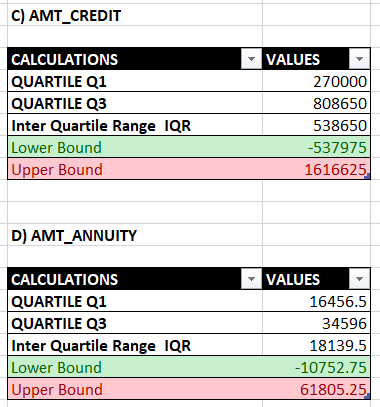 C) AMT_CREDIT
CALCULATIONS VALUES
QUARTILE Q1 270000
QUARTILE Q3 808650
Inter Quartile Range  IQR 538650
Lower Bound -537975
Upper Bound 1616625
D) AMT_ANNUITY
CALCULATIONS VALUES
QUARTILE Q1 16456.5
QUARTILE Q3 34596
Inter Quartile Range  IQR 18139.5
Lower Bound -10752.75
Upper Bound 61805.25